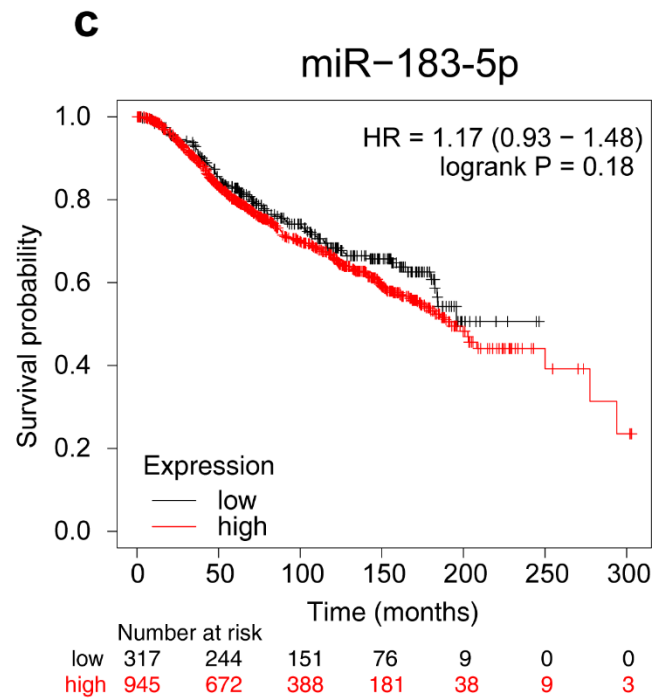 c
miR−183-5p
HR = 1.17 (0.93 − 1.48)
logrank P = 0.18
1.0
0.8
0.6
0.4
0.2
0.0
Survival probability
Expression
low
high
0 50 100 150 200 250 300
Time (months)
Number at risk
low 317 244 151 76 9 0 0
high 945 672 388 181 38 9 3